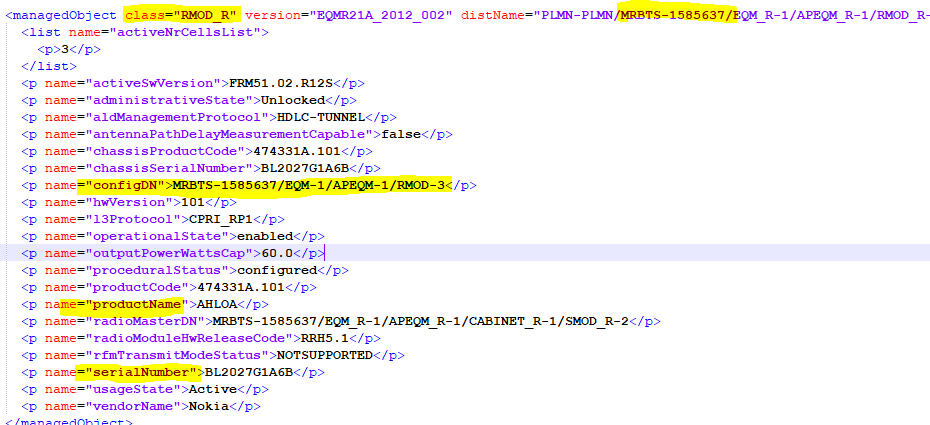 <managedObject class="RMOD_R" version="EQMR21A_2012_002" distName="PLMN-PLMN/MRBTS-1585637/EQM_R-1/APEQM_R-1/RMOD_R-
<list name="activeNrCellsList">
<p>3</p>
</list>
<p name="activeSwVersion">FRM51.02.R12S</p>
<p name="administrativeState">Unlocked</p>
<p name="aldManagementProtocol">HDLC-TUNNEL</p>
<p name="antennaPathDelayMeasurementCapable">false</p>
<p name="chassisProductCode">474331A.101</p>
<p name="chassisSerialNumber">BL2027G1A6B</p>
<p name="configDN">MRBTS-1585637/EQM-1/APEQM-1/RMOD-3</p>
<p name="hwVersion">101</p>
<p name="l3Protocol">CPRI_RP1</p>
<p name="operationalState">enabled</p>
<p name="outputPowerWattsCap">60.0</p>
<p name="proceduralStatus">configured</p>
<p name="productCode">474331A.101</p>
<p name="productName">AHLOA</p>
<p name="radioMasterDN">MRBTS-1585637/EQM_R-1/APEQM_R-1/CABINET_R-1/SMOD_R-2</p>
<p name="radioModuleHwReleaseCode">RRH5.1</p>
<p name="rfmTransmitModeStatus">NOTSUPPORTED</p>
<p name="serialNumber">BL2027G1A6B</p>
<p name="usageState">Active</p>
<p name="vendorName">Nokia</p>
</managedObject>